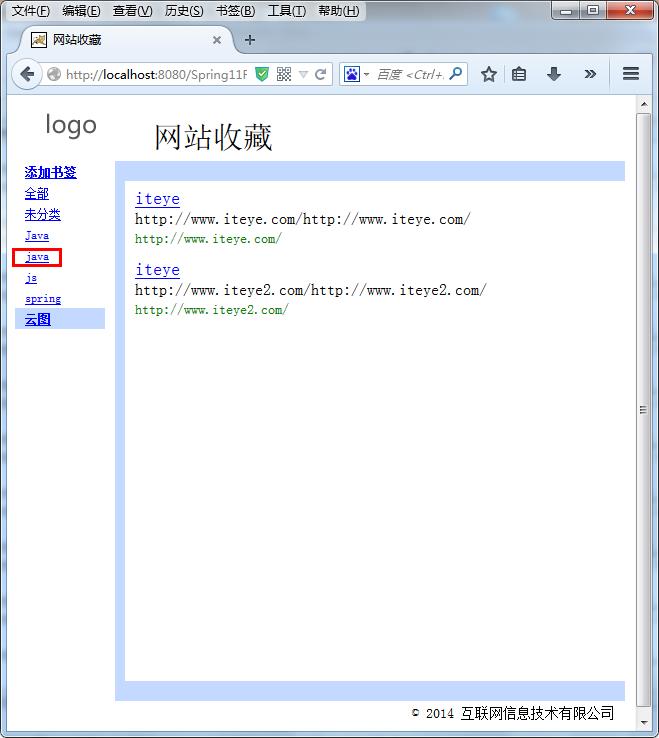 文件(F) 编辑(E) 查看(V) 历史(S) 书签(B) 工具(T) 帮助(H)
网站收藏
http://localhost:8080/Spring11F
百度 <Ctrl+.
logo
网站收藏
添加书签
全部
未分类
Java
java
js
spring
云图
iteye
http://www.iteye.com/http://www.iteye.com/
http://www.iteye.com/
iteye
http://www.iteye2.com/http://www.iteye2.com/
http://www.iteye2.com/
© 2014 互联网信息技术有限公司